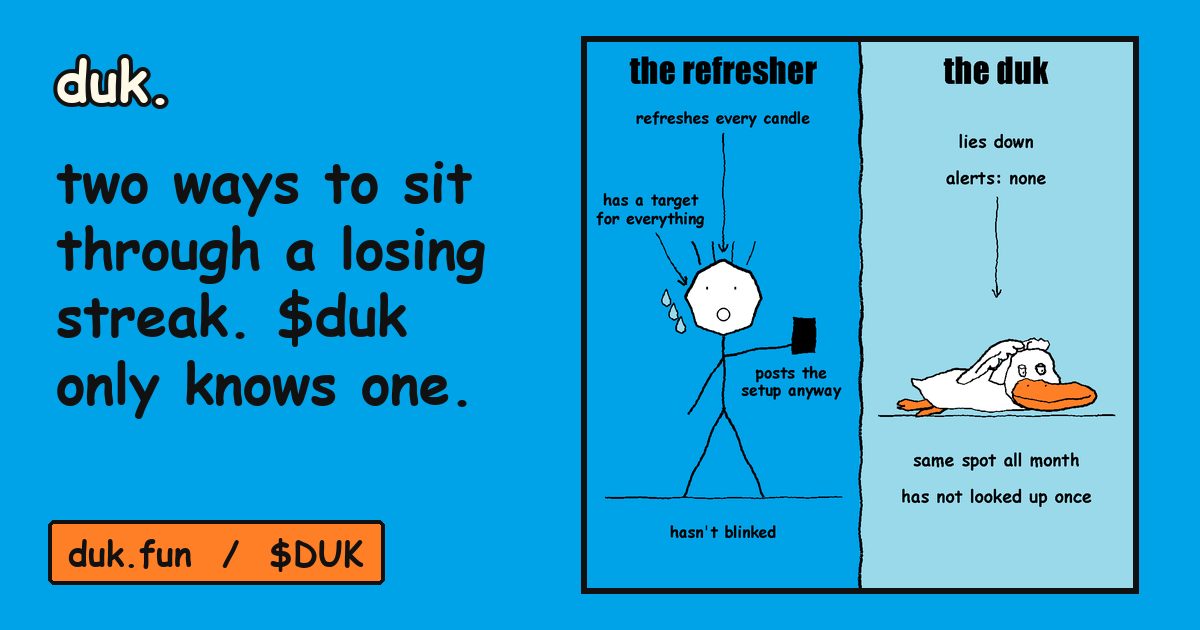 duk.
two ways to sit
through a losing
streak. $duk
only knows one.
duk.fun / $DUK
the refresher
refreshes every candle
has a target
for everything
posts the
setup anyway
hasn't blinked
the duk
lies down
alerts: none
same spot all month
has not looked up once